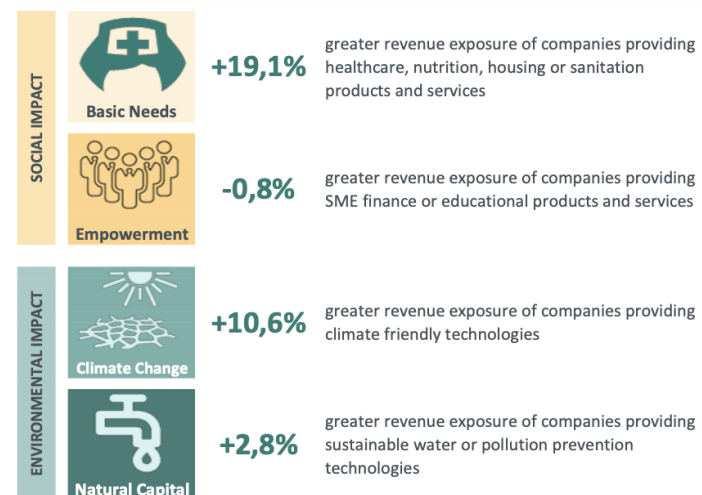 SOCIAL IMPACT
Basic Needs
+19,1%
greater revenue exposure of companies providing
healthcare, nutrition, housing or sanitation
products and services
Empowerment
-0,8%
greater revenue exposure of companies providing
SME finance or educational products and services
ENVIRONMENTAL IMPACT
Climate Change
+10,6%
greater revenue exposure of companies providing
climate friendly technologies
Natural Capital
+2,8%
greater revenue exposure of companies providing
sustainable water or pollution prevention
technologies